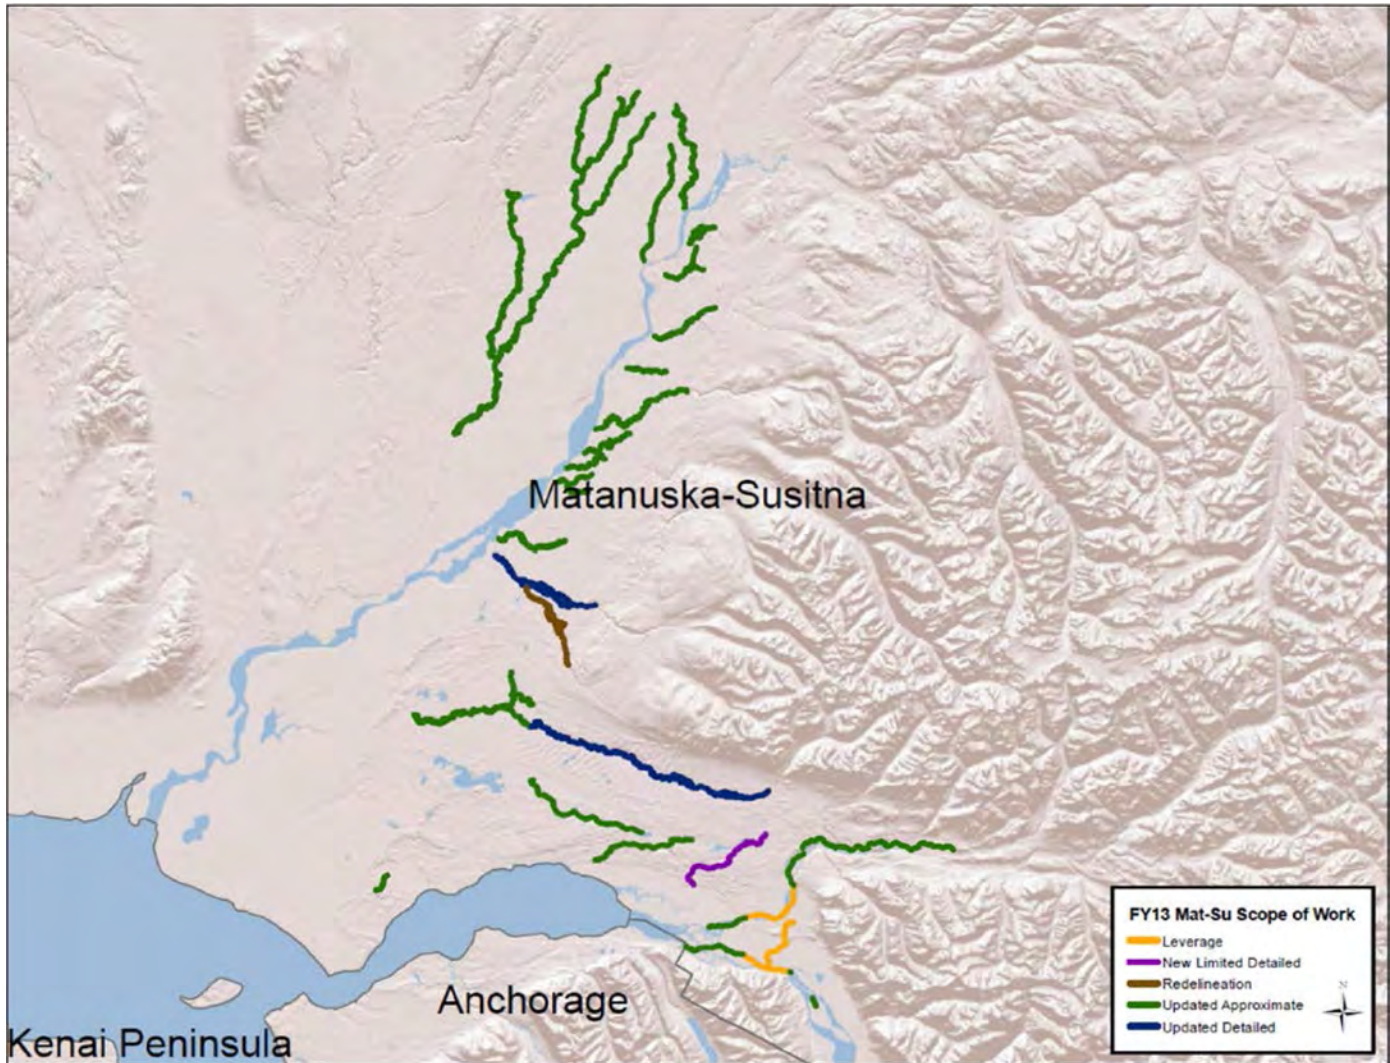 Matanuska-Susitna
Anchorage
Kenai Peninsula
FY13 Mat-Su Scope of Work
Leverage
New Limited Detailed
Redelineation
Updated Approximate
Updated Detailed
N